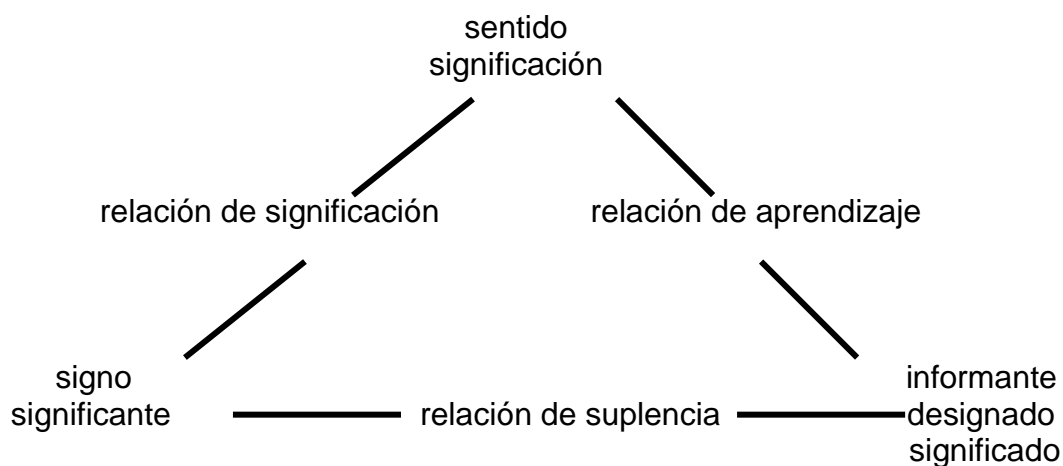 sentido
significación
relación de significación
relación de aprendizaje
signo
significante
relación de suplencia
informante
designado
significado